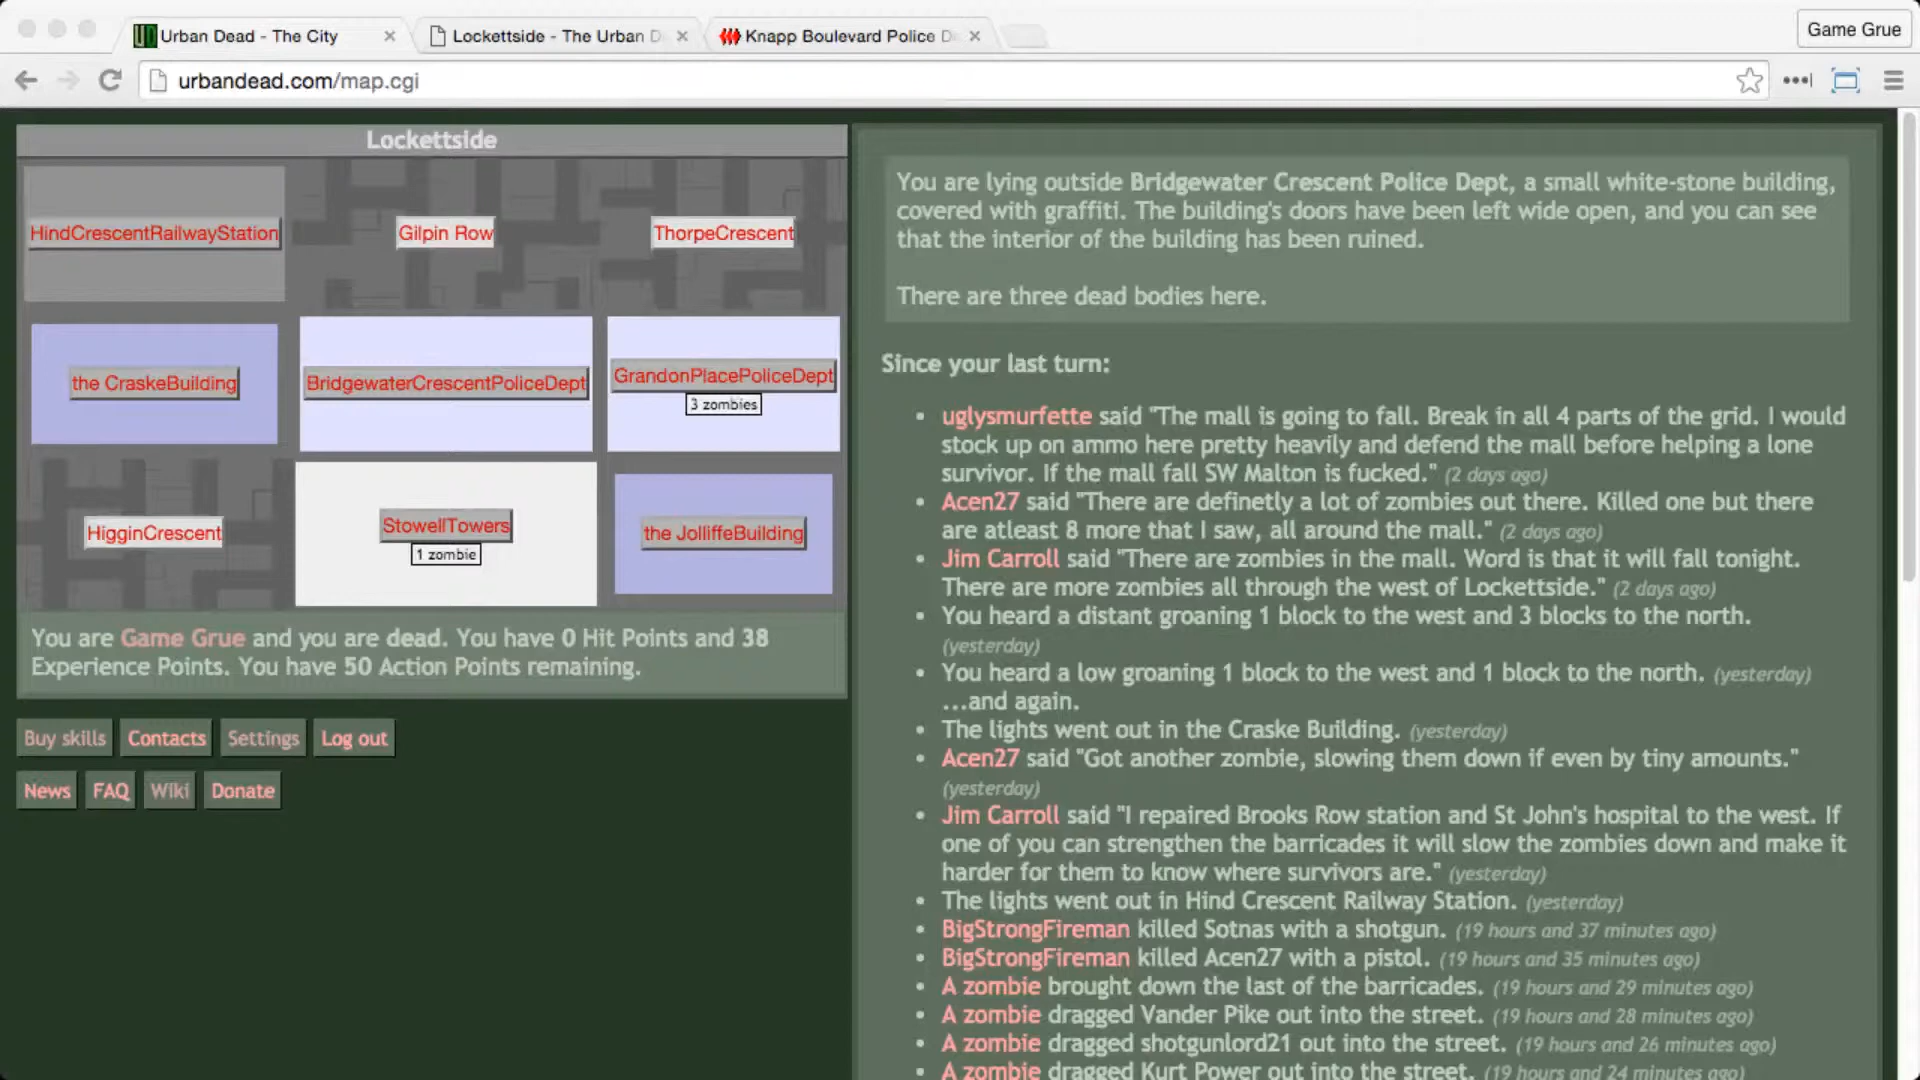 Urban Dead - The City
Lockettside - The Urban D
Knapp Boulevard Police D
Game Grue
urbandead.com/map.cgi
Lockettside
HindCrescentRailwayStation
Gilpin Row
ThorpeCrescent
the CraskeBuilding
BridgewaterCrescentPoliceDept
GrandonPlacePoliceDept
3 zombies
HigginCrescent
StowellTowers
1 zombie
the JolliffeBuilding
You are Game Grue and you are dead. You have 0 Hit Points and 38
Experience Points. You have 50 Action Points remaining.
Buy skills Contacts Settings Log out
News FAQ Wiki Donate
You are lying outside Bridgewater Crescent Police Dept, a small white-stone building,
covered with graffiti. The building's doors have been left wide open, and you can see
that the interior of the building has been ruined.
There are three dead bodies here.
Since your last turn:
uglysmurfette said "The mall is going to fall. Break in all 4 parts of the grid. I would
stock up on ammo here pretty heavily and defend the mall before helping a lone
survivor. If the mall fall SW Malton is fucked." (2 days ago)
Acen27 said "There are definetly a lot of zombies out there. Killed one but there
are atleast 8 more that I saw, all around the mall." (2 days ago)
Jim Carroll said "There are zombies in the mall. Word is that it will fall tonight.
There are more zombies all through the west of Lockettside." (2 days ago)
You heard a distant groaning 1 block to the west and 3 blocks to the north.
(yesterday)
You heard a low groaning 1 block to the west and 1 block to the north. (yesterday)
...and again.
The lights went out in the Craske Building. (yesterday)
Acen27 said "Got another zombie, slowing them down if even by tiny amounts."
(yesterday)
Jim Carroll said "I repaired Brooks Row station and St John's hospital to the west. If
one of you can strengthen the barricades it will slow the zombies down and make it
harder for them to know where survivors are." (yesterday)
The lights went out in Hind Crescent Railway Station. (yesterday)
BigStrongFireman killed Sotnas with a shotgun. (19 hours and 37 minutes ago)
BigStrongFireman killed Acen27 with a pistol. (19 hours and 35 minutes ago)
A zombie brought down the last of the barricades. (19 hours and 29 minutes ago)
A zombie dragged Vander Pike out into the street. (19 hours and 28 minutes ago)
A zombie dragged shotgunlord21 out into the street. (19 hours and 26 minutes ago)
A zombie dragged Kurt Power out into the street. (19 hours and 24 minutes ago)